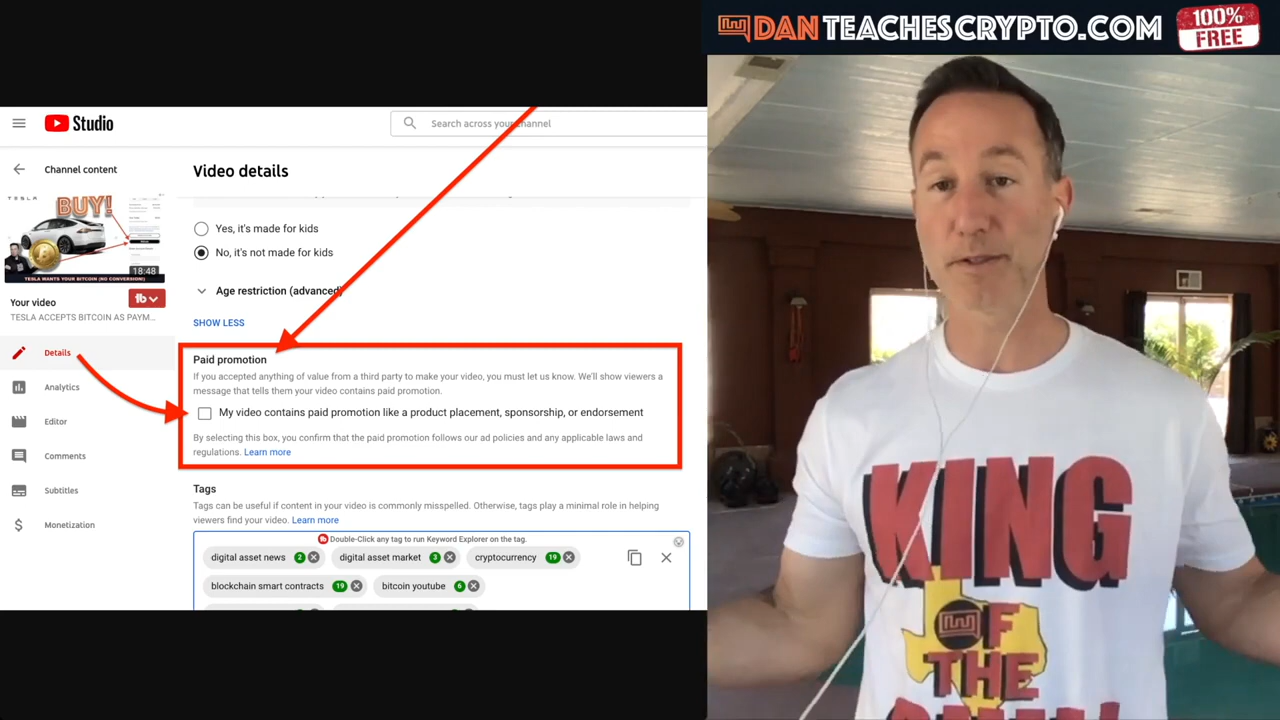 DANTEACHESCRYPTO.COM
100%
FREE
Studio
Search across your channel
Channel content
Video details
TESLA
BUY!
18:48
TESLA WANTS YOUR BITCOIN (NO CONVERSION!)
Yes, it's made for kids
No, it's not made for kids
Your video
TESLA ACCEPTS BITCOIN AS PAYM...
Age restriction (advanced)
SHOW LESS
Details
Analytics
Editor
Comments
Subtitles
Monetization
Paid promotion
If you accepted anything of value from a third party to make your video, you must let us know. We'll show viewers a
message that tells them your video contains paid promotion.
My video contains paid promotion like a product placement, sponsorship, or endorsement
By selecting this box, you confirm that the paid promotion follows our ad policies and any applicable laws and
regulations. Learn more
Tags
Tags can be useful if content in your video is commonly misspelled. Otherwise, tags play a minimal role in helping
viewers find your video. Learn more
Double-Click any tag to run Keyword Explorer on the tag.
digital asset news 2
digital asset market 3
cryptocurrency 19
blockchain smart contracts 19
bitcoin youtube 6
KING
OF
THE